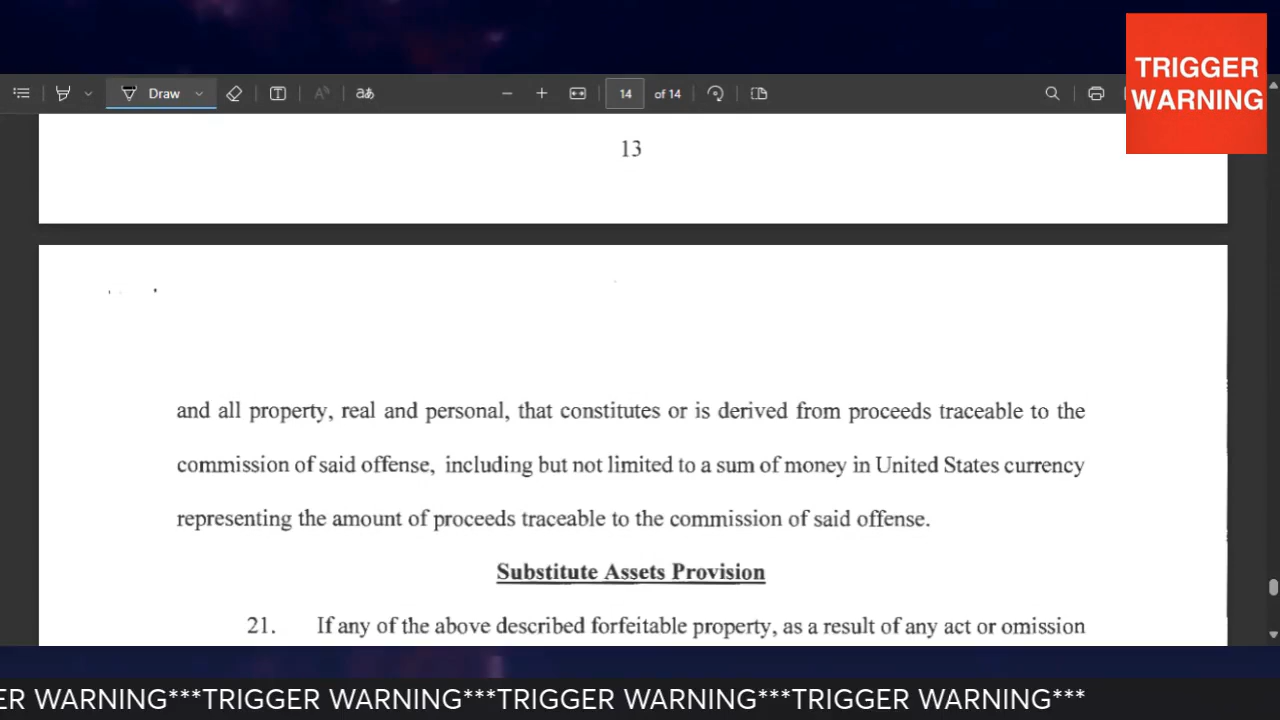 TRIGGER
WARNING
Draw
aあ
14
of 14
13
and all property, real and personal, that constitutes or is derived from proceeds traceable to the
commission of said offense, including but not limited to a sum of money in United States currency
representing the amount of proceeds traceable to the commission of said offense.
Substitute Assets Provision
21. If any of the above described forfeitable property, as a result of any act or omission
ER WARNING***TRIGGER WARNING***TRIGGER WARNING***TRIGGER WARNING***